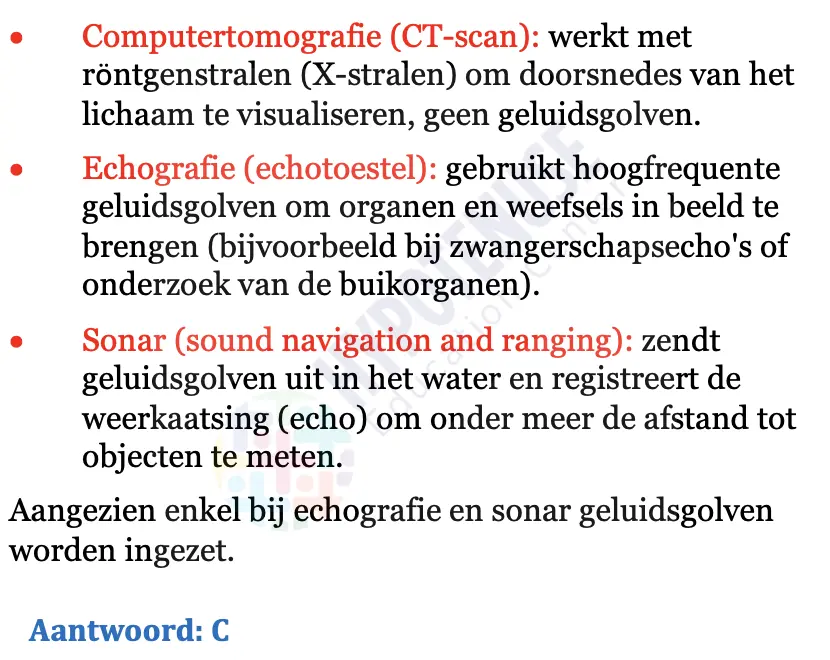 • Computertomografie (CT-scan): werkt met
röntgenstralen (X-stralen) om doorsnedes van het
lichaam te visualiseren, geen geluidsgolven.
• Echografie (echotoestel): gebruikt hoogfrequente
geluidsgolven om organen en weefsels in beeld te
brengen (bijvoorbeeld bij zwangerschapsecho's of
onderzoek van de buikorganen).
• Sonar (sound navigation and ranging): zendt
geluidsgolven uit in het water en registreert de
weerkaatsing (echo) om onder meer de afstand tot
objecten te meten.
Aangezien enkel bij echografie en sonar geluidsgolven
worden ingezet.
Aantwoord: C
HYPOTENUCE